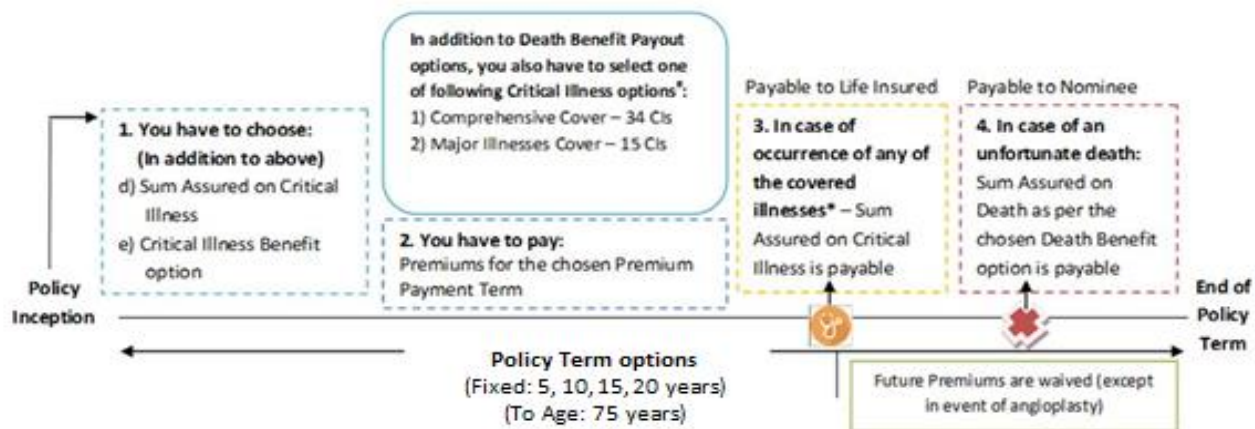 In addition to Death Benefit Payout
options, you also have to select one
of following Critical Illness options#:
1) Comprehensive Cover – 34 CIs
2) Major Illnesses Cover – 15 CIs
1. You have to choose:
(In addition to above)
d) Sum Assured on Critical
Illness
e) Critical Illness Benefit
option
2. You have to pay:
Premiums for the chosen Premium
Payment Term
Payable to Life Insured
3. In case of
occurrence of any of
the covered
illnesses* – Sum
Assured on Critical
Illness is payable
Payable to Nominee
4. In case of an
unfortunate death:
Sum Assured on
Death as per the
chosen Death Benefit
option is payable
Policy
Inception
End of
Policy
Term
Policy Term options
(Fixed: 5, 10, 15, 20 years)
(To Age: 75 years)
Future Premiums are waived (except
in event of angioplasty)